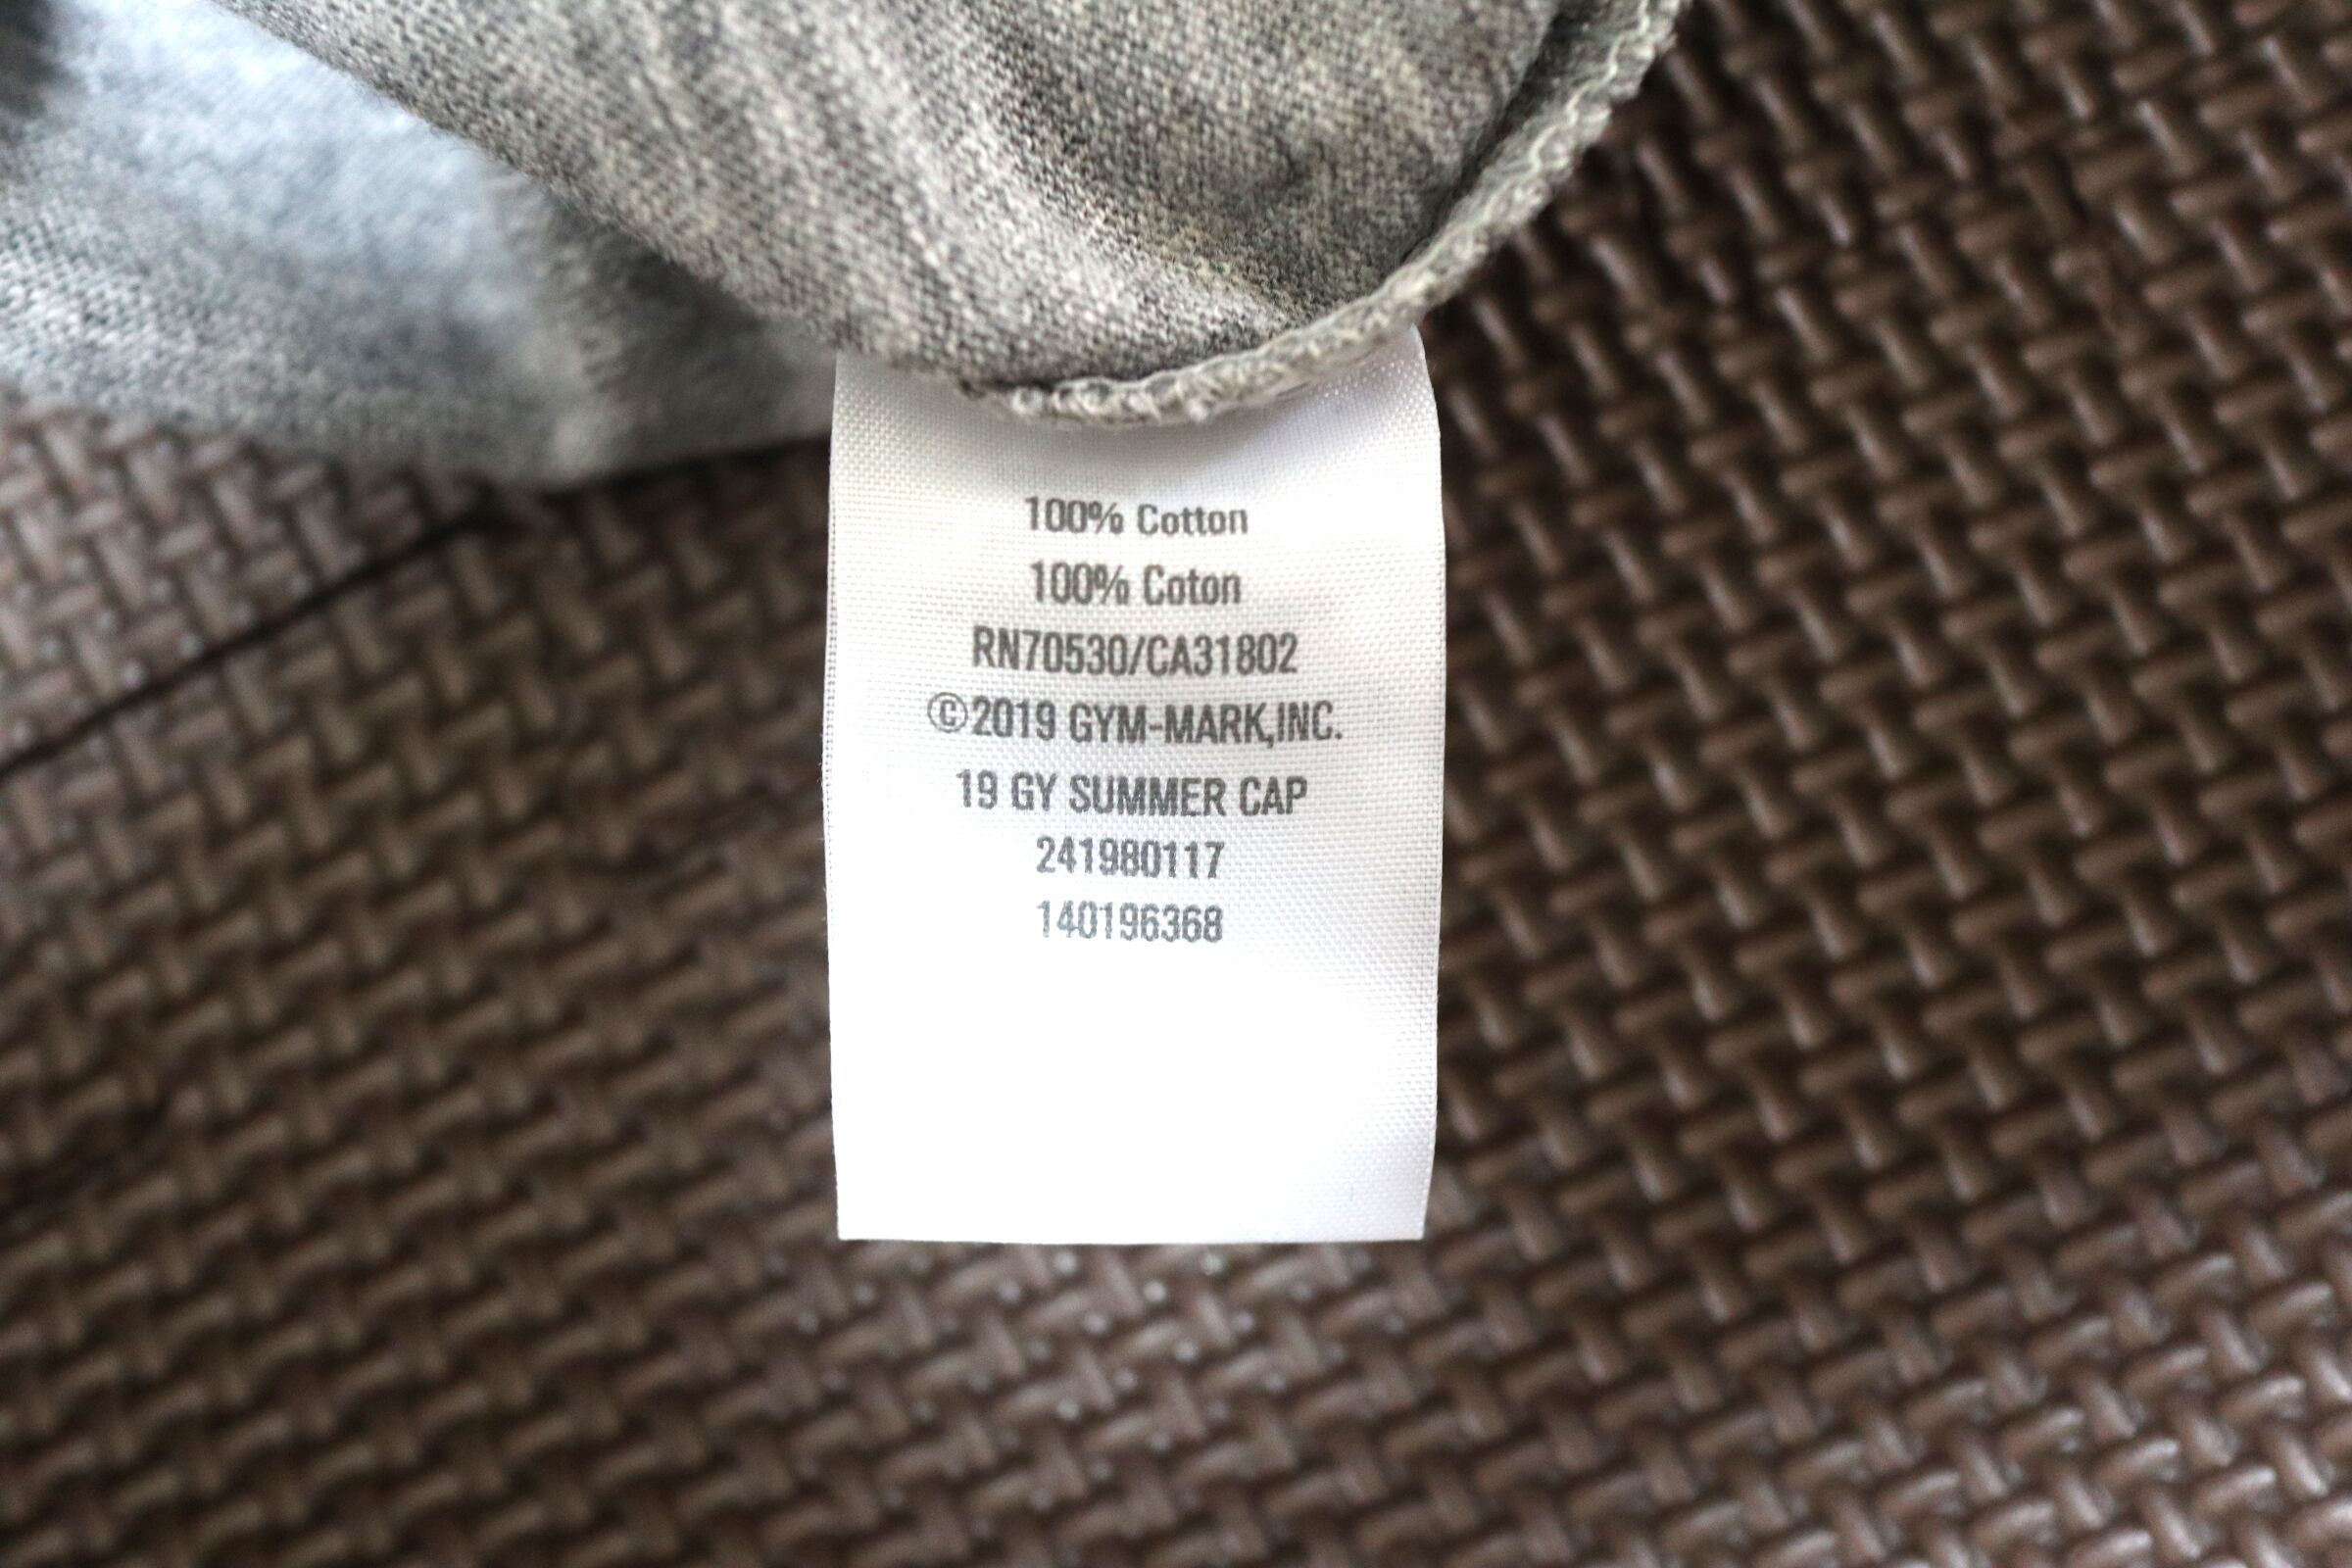 100% Cotton
100% Coton
RN70530/CA31802
©2019 GYM-MARK,INC.
19 GY SUMMER CAP
241980117
140196368